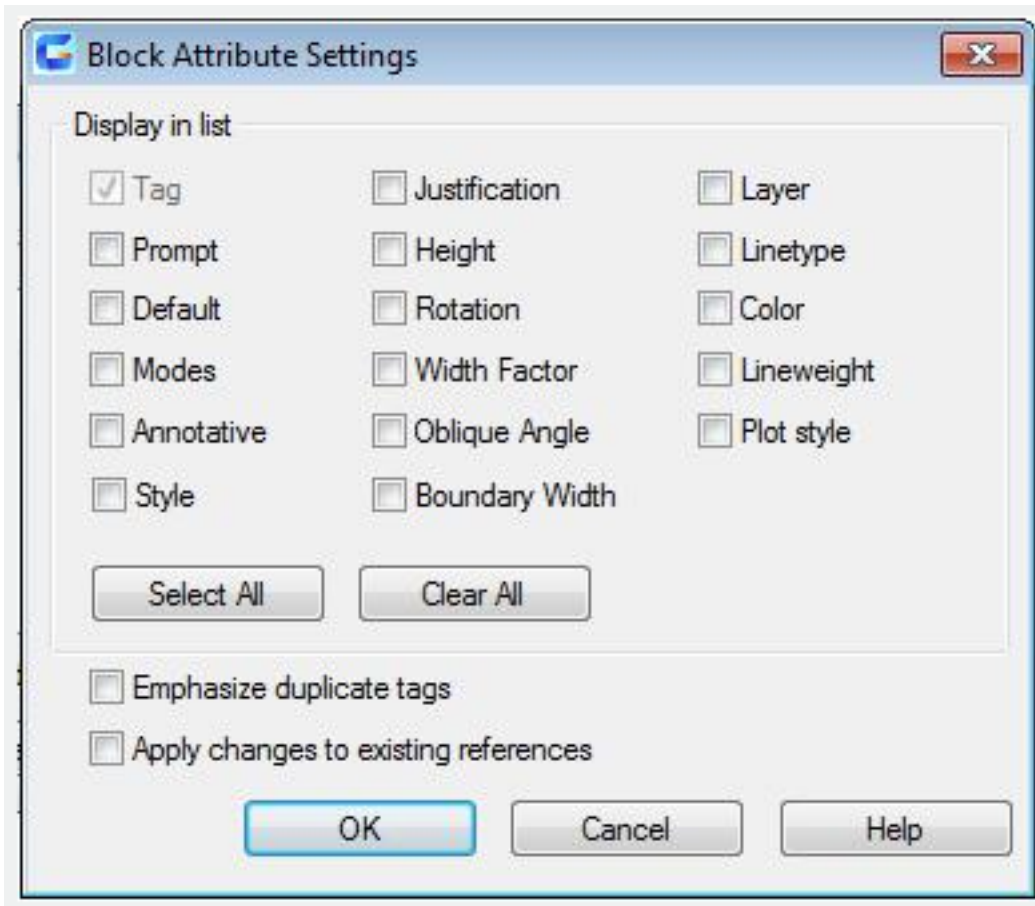 Block Attribute Settings
Display in list
Tag Justification Layer
Prompt Height Linetype
Default Rotation Color
Modes Width Factor Lineweight
Annotative Oblique Angle Plot style
Style Boundary Width
Select All Clear All
Emphasize duplicate tags
Apply changes to existing references
OK Cancel Help